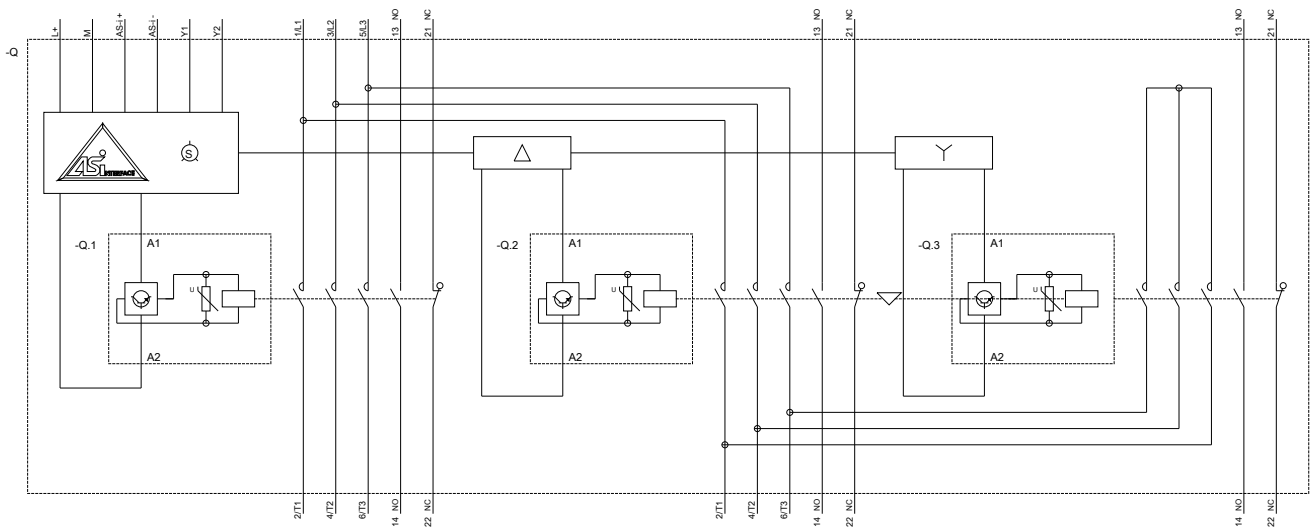 L+
M
AS-i +
AS-i -
Y1
Y2
1/L1
3/L2
5/L3
13 NO
21 NC
13 NO
21 NC
13 NO
21 NC
-Q
ASi
INTERFACE
S
-Q.1
A1
U
A2
-Q.2
A1
U
A2
-Q.3
A1
U
A2
2/T1
4/T2
6/T3
14 NO
22 NC
2/T1
4/T2
6/T3
14 NO
22 NC
14 NO
22 NC